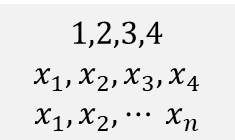 1,2,3,4
x₁, x₂, x₃, x₄
x₁, x₂, ⋯ xₙ